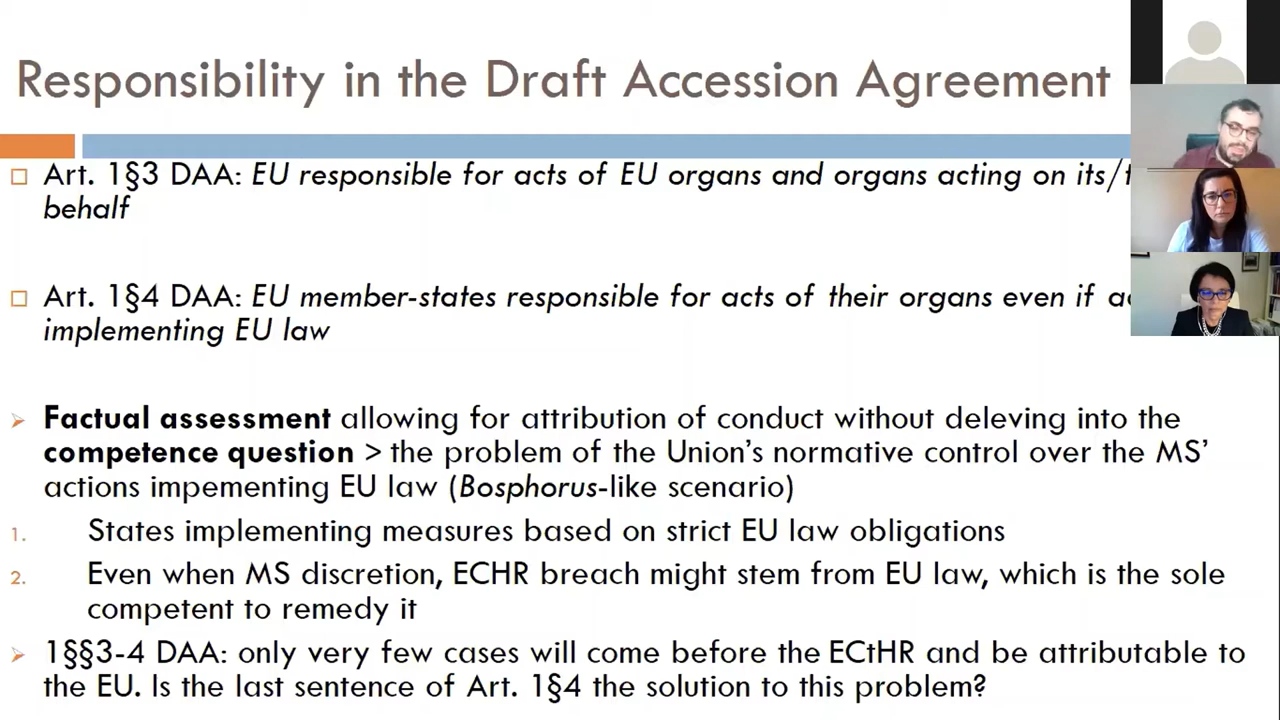 Responsibility in the Draft Accession Agreement
Art. 1§3 DAA: EU responsible for acts of EU organs and organs acting on its/
behalf
Art. 1§4 DAA: EU member-states responsible for acts of their organs even if
implementing EU law
Factual assessment allowing for attribution of conduct without deleving into the
competence question > the problem of the Union's normative control over the MS'
actions impementing EU law (Bosphorus-like scenario)
1. States implementing measures based on strict EU law obligations
2. Even when MS discretion, ECHR breach might stem from EU law, which is the sole
competent to remedy it
1§§3-4 DAA: only very few cases will come before the ECtHR and be attributable to
the EU. Is the last sentence of Art. 1§4 the solution to this problem?